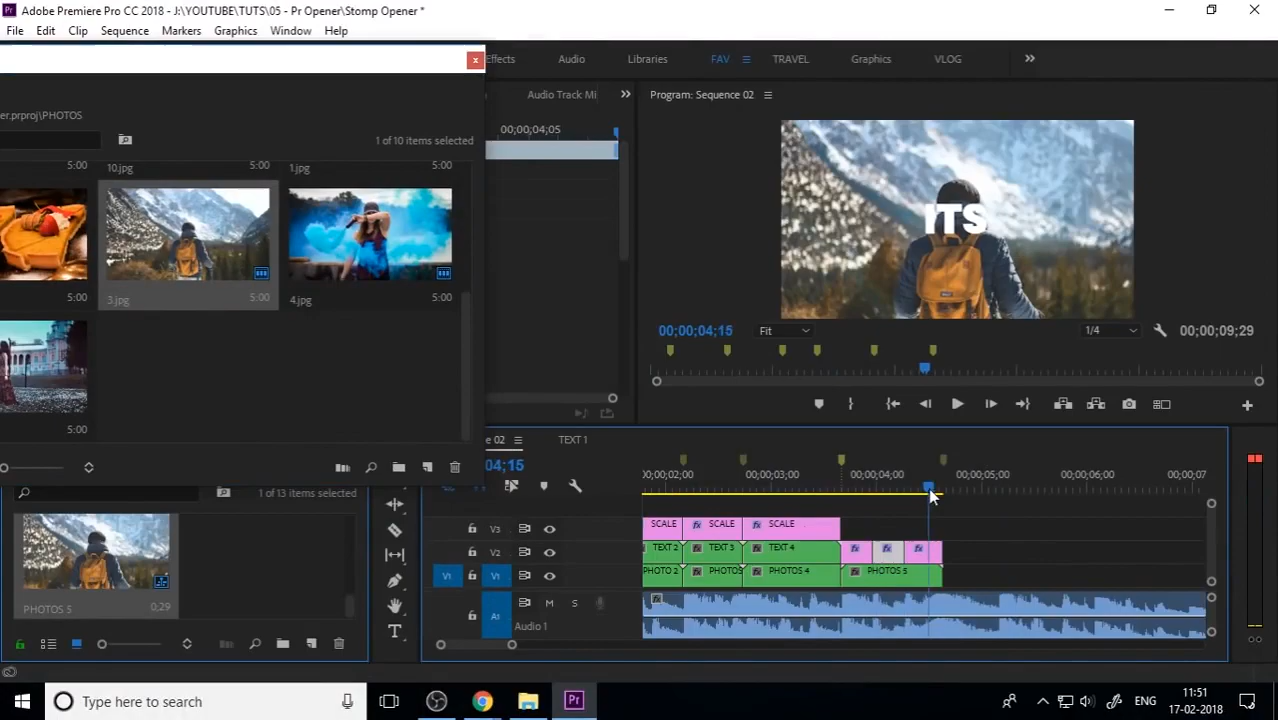 Adobe Premiere Pro CC 2018 - J:\YOUTUBE\TUTS\05 - Pr Opener\Stomp Opener *
File Edit Clip Sequence Markers Graphics Window Help
Effects Audio Libraries FAV TRAVEL Graphics VLOG
Audio Track Mi
Program: Sequence 02
er.prproj\PHOTOS
00;00;04;05
1 of 10 items selected
5:00 10.jpg 5:00 1.jpg 5:00
ITS
5:00 3.jpg 5:00 4.jpg 5:00
00;00;04;15 Fit 1/4 00;00;09;29
5:00
e 02 TEXT 1
;04;15
00;00;02;00 00;00;03;00 00;00;04;00 00;00;05;00 00;00;06;00 00;00;07
1 of 13 items selected
V3 SCALE SCALE SCALE
V2 TEXT 2 TEXT 3 TEXT 4
V1 V1 PHOTO 2 PHOTOS PHOTOS 4 PHOTOS 5
PHOTOS 5 0;29
A1 M S
Audio 1
Pr
Type here to search
ENG
11:51
17-02-2018